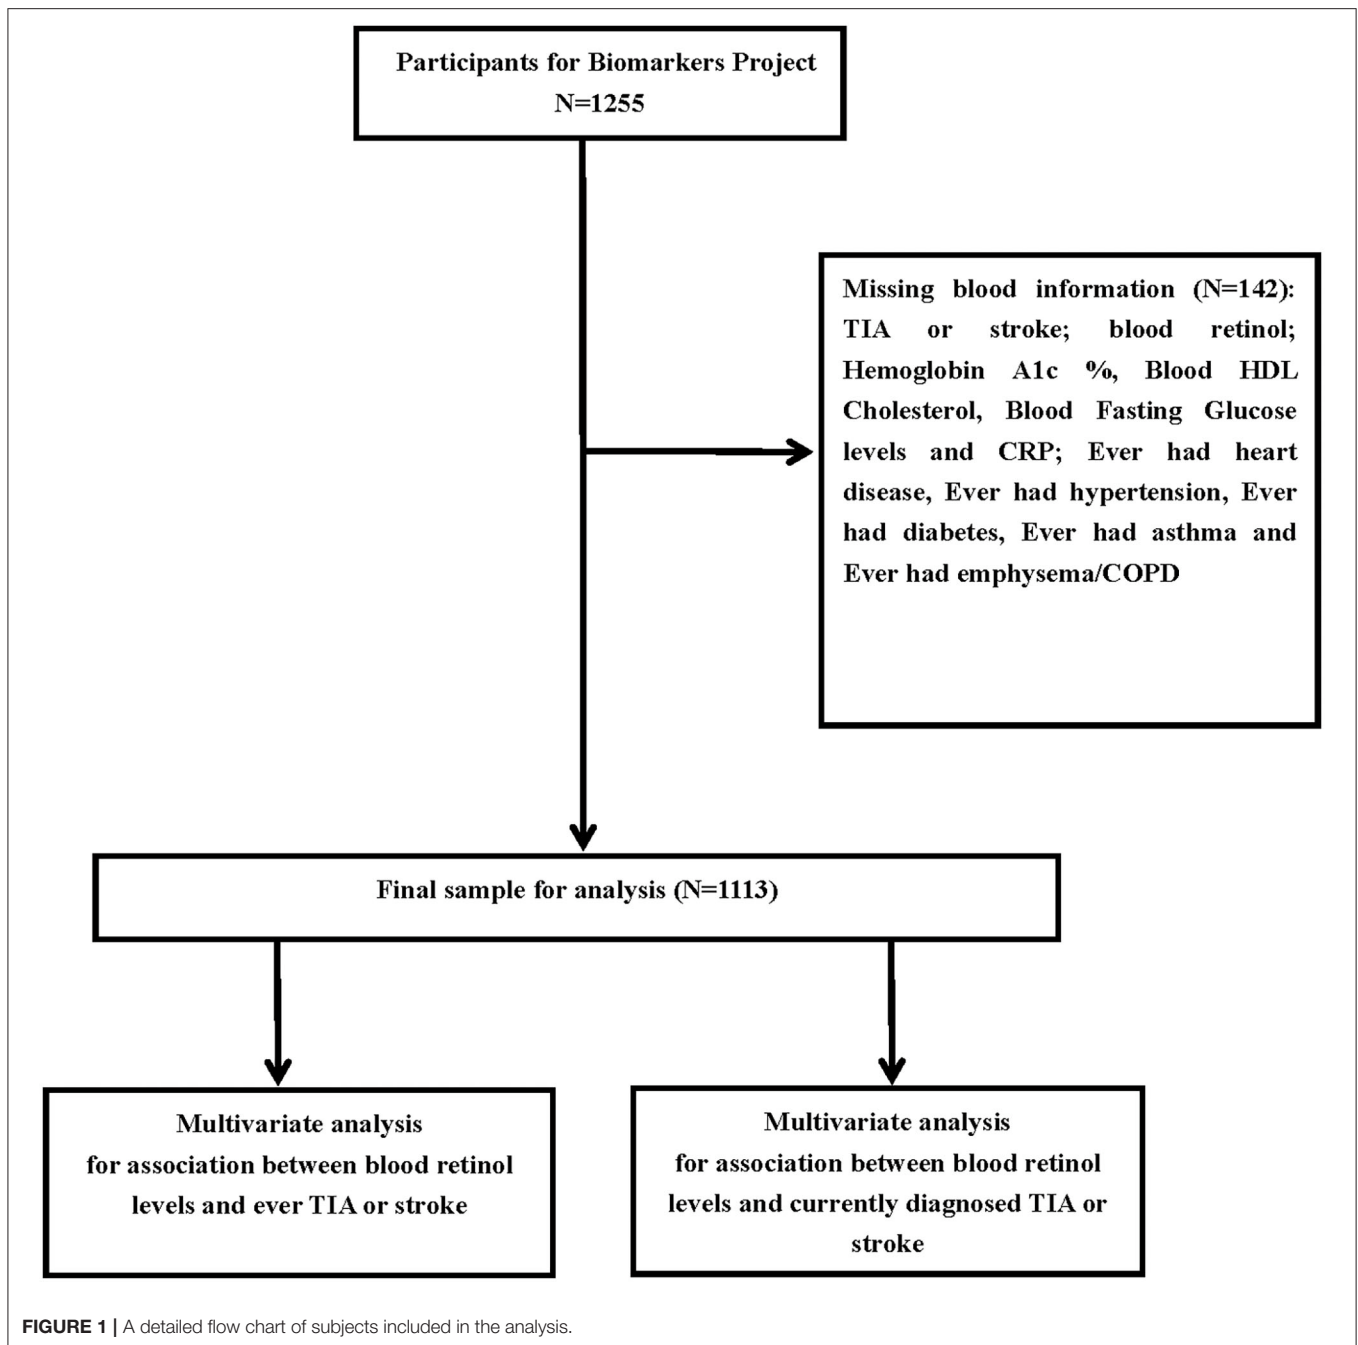 Participants for Biomarkers Project
N=1255
Missing blood information (N=142):
TIA or stroke; blood retinol;
Hemoglobin A1c %, Blood HDL
Cholesterol, Blood Fasting Glucose
levels and CRP; Ever had heart
disease, Ever had hypertension, Ever
had diabetes, Ever had asthma and
Ever had emphysema/COPD
Final sample for analysis (N=1113)
Multivariate analysis
for association between blood retinol
levels and ever TIA or stroke
Multivariate analysis
for association between blood retinol
levels and currently diagnosed TIA or
stroke
FIGURE 1 | A detailed flow chart of subjects included in the analysis.